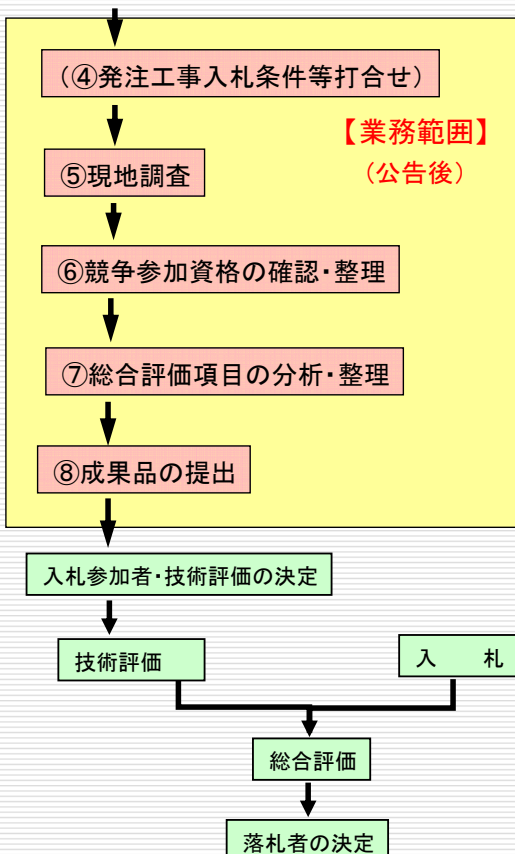 (④発注工事入札条件等打合せ)
【業務範囲】
(公告後)
⑤現地調査
⑥競争参加資格の確認・整理
⑦総合評価項目の分析・整理
⑧成果品の提出
入札参加者・技術評価の決定
技術評価
入　　札
総合評価
落札者の決定